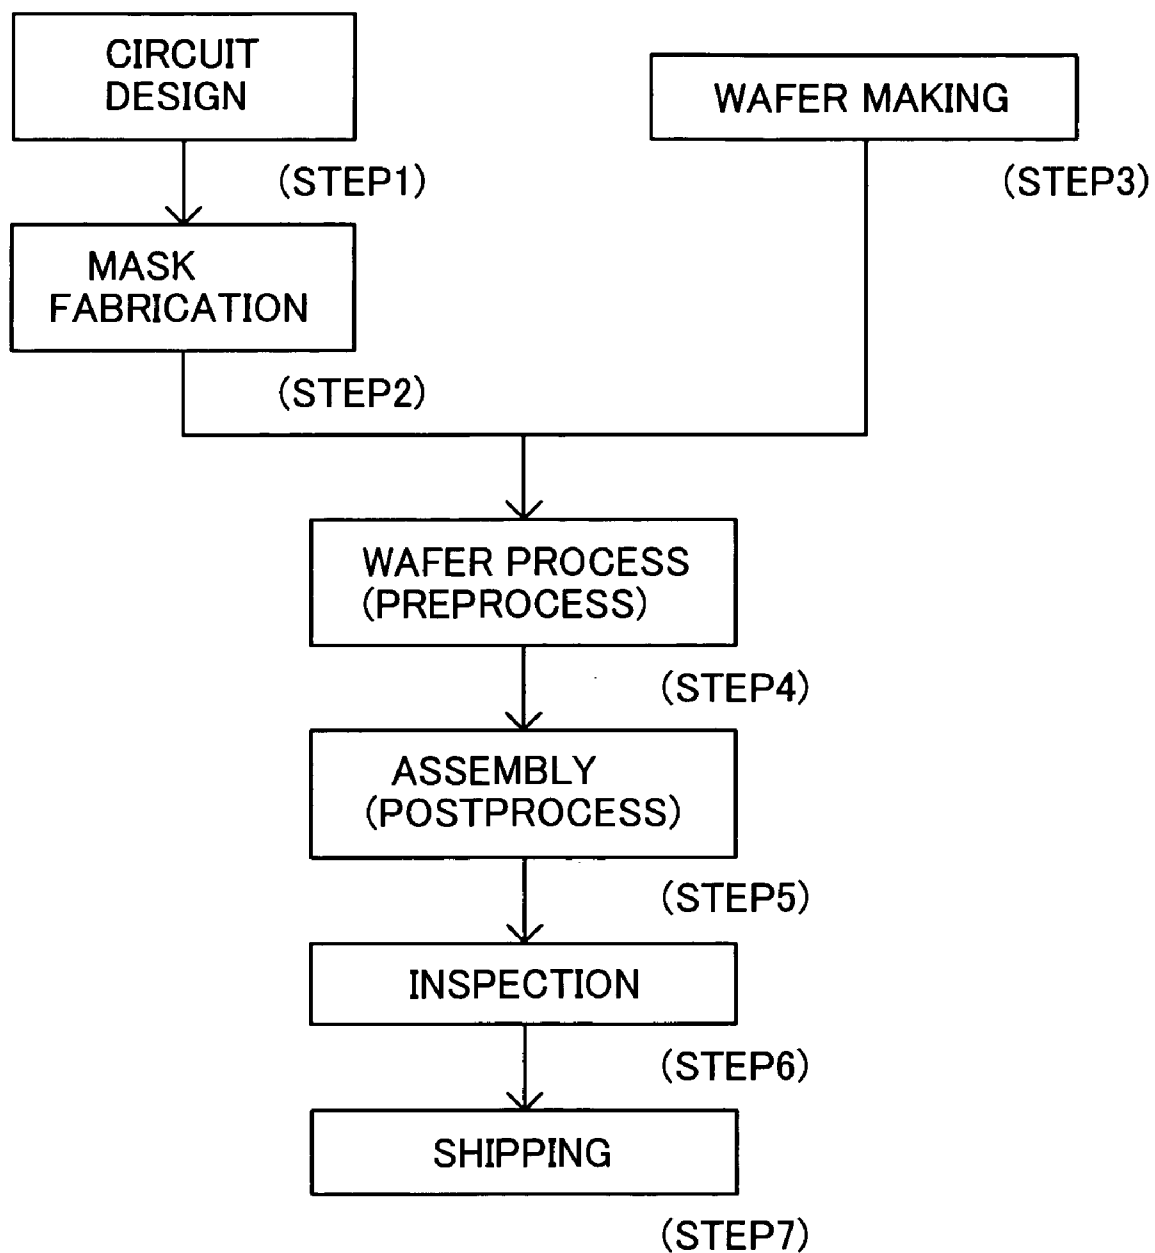 CIRCUIT
DESIGN
(STEP1)
MASK
FABRICATION
(STEP2)
WAFER MAKING
(STEP3)
WAFER PROCESS
(PREPROCESS)
(STEP4)
ASSEMBLY
(POSTPROCESS)
(STEP5)
INSPECTION
(STEP6)
SHIPPING
(STEP7)